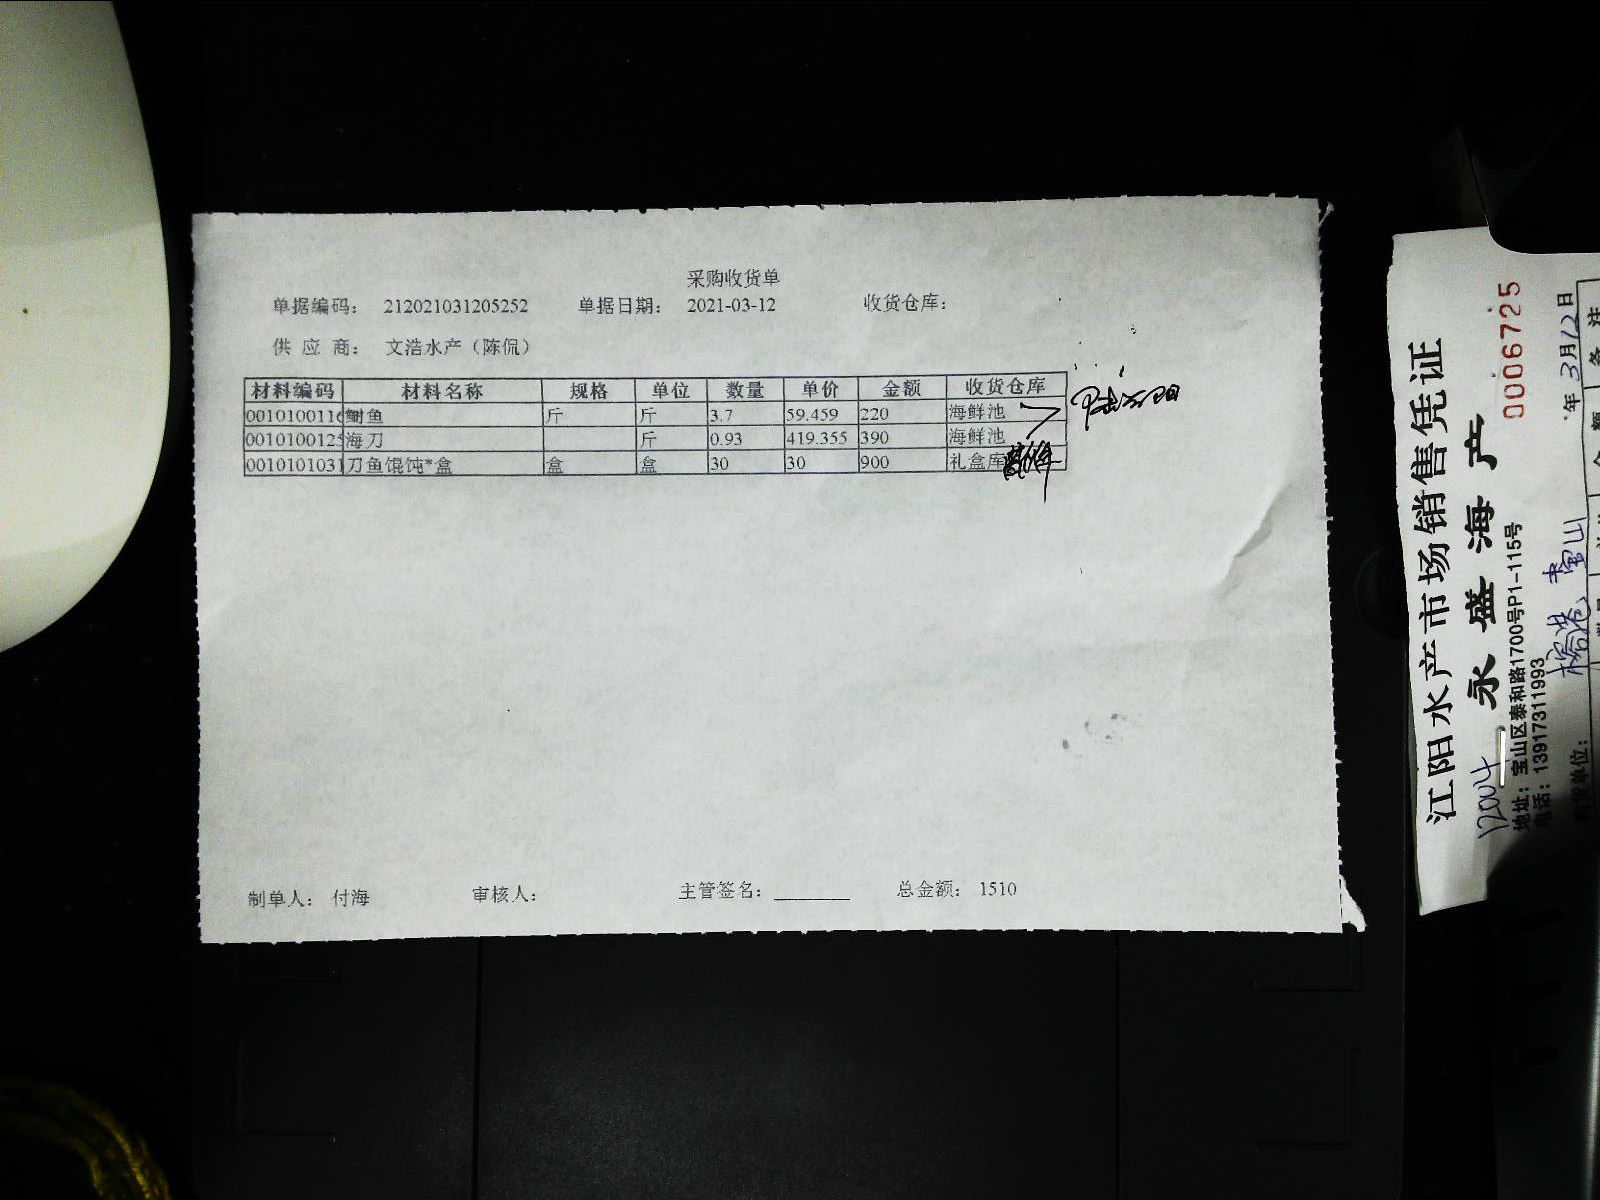 采购收货单
单据编码： 212021031205252 单据日期： 2021-03-12 收货仓库：
供 应 商： 文浩水产（陈侃）
材料编码 材料名称 规格 单位 数量 单价 金额 收货仓库
0010100116 鲥鱼 斤 斤 3.7 59.459 220 海鲜池
0010100125 海刀 斤 0.93 419.355 390 海鲜池
0010101031 刀鱼馄饨*盒 盒 盒 30 30 900 礼盒库
制单人： 付海 审核人： 主管签名： 总金额： 1510
江阳水产市场销售凭证
永盛海产
0006725
地址：宝山区泰和路1700号P1-115号
电话：13917311993
年3月12日
备 注